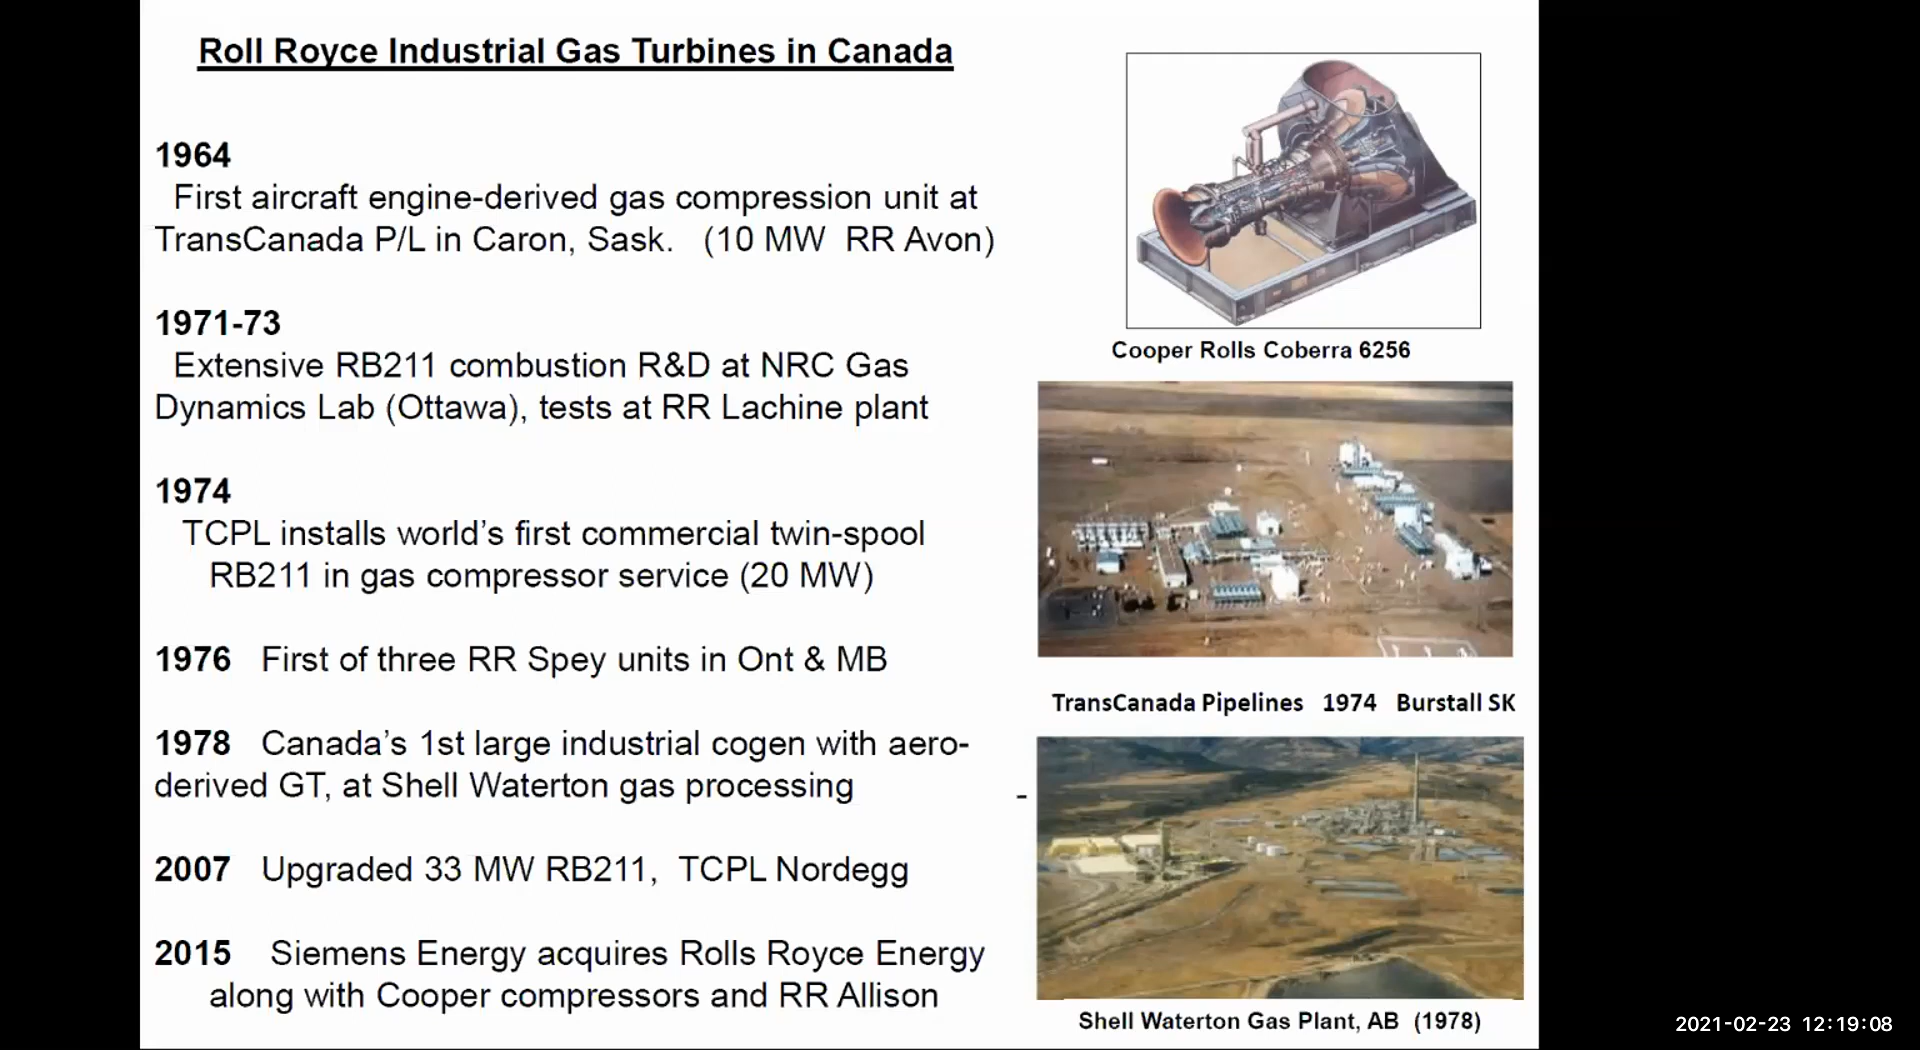 Roll Royce Industrial Gas Turbines in Canada
1964
First aircraft engine-derived gas compression unit at
TransCanada P/L in Caron, Sask. (10 MW RR Avon)
1971-73
Extensive RB211 combustion R&D at NRC Gas
Dynamics Lab (Ottawa), tests at RR Lachine plant
1974
TCPL installs world’s first commercial twin-spool
RB211 in gas compressor service (20 MW)
1976 First of three RR Spey units in Ont & MB
1978 Canada’s 1st large industrial cogen with aero-
derived GT, at Shell Waterton gas processing
2007 Upgraded 33 MW RB211, TCPL Nordegg
2015 Siemens Energy acquires Rolls Royce Energy
along with Cooper compressors and RR Allison
Cooper Rolls Coberra 6256
TransCanada Pipelines 1974 Burstall SK
-
Shell Waterton Gas Plant, AB (1978)
2021-02-23 12:19:08